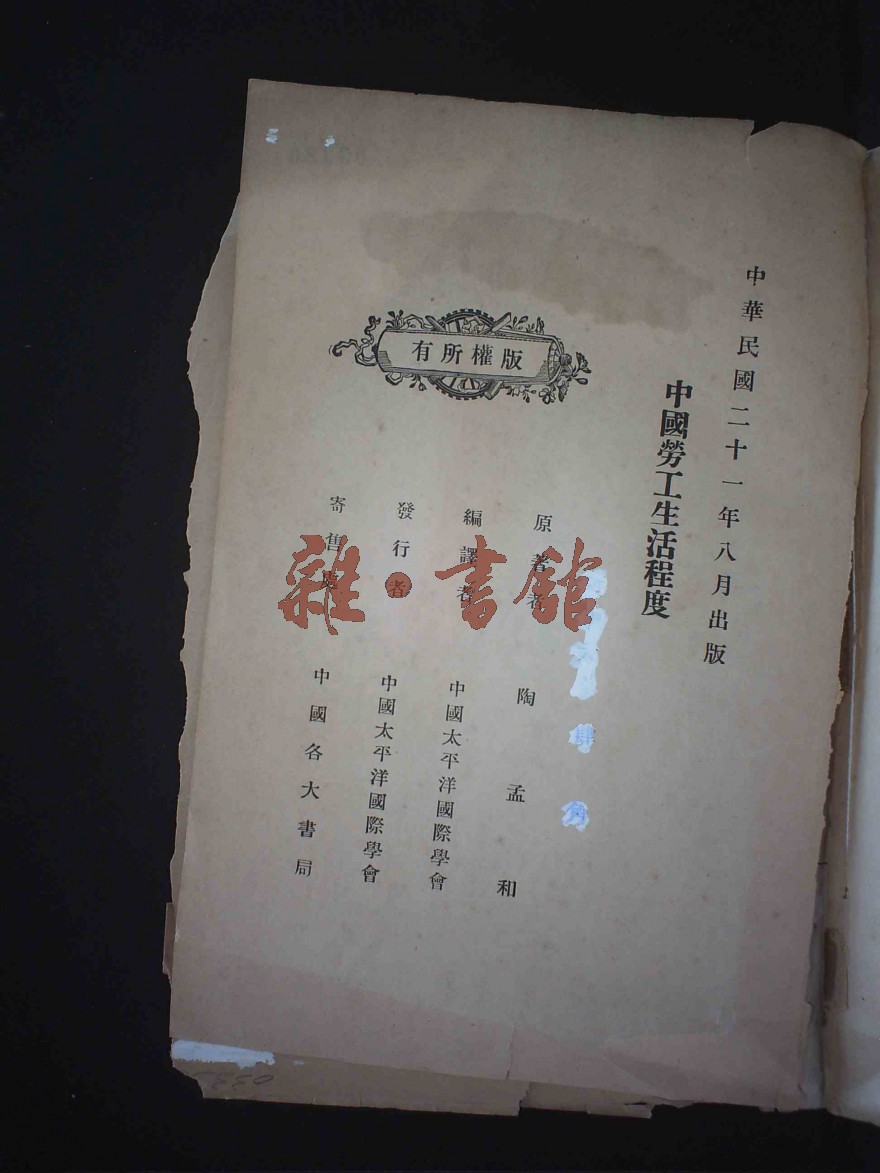 中華民國二十一年八月出版
中國勞工生活程度
肆角
原著者 陶孟和
編譯者 中國太平洋國際學會
發行者 中國太平洋國際學會
寄售處 中國各大書局
有所權版
雜·書館